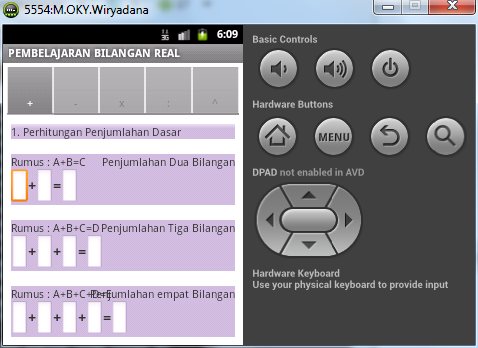 5554:M.OKY.Wiryadana
3G 6:09
PEMBELAJARAN BILANGAN REAL
+ - x : ^
1. Perhitungan Penjumlahan Dasar
Rumus : A+B=C Penjumlahan Dua Bilangan
+ =
Rumus : A+B+C=D Penjumlahan Tiga Bilangan
+ + =
Rumus : A+B+C+D=E Penjumlahan empat Bilangan
+ + + =
Basic Controls
Hardware Buttons
MENU
DPAD not enabled in AVD
Hardware Keyboard
Use your physical keyboard to provide input